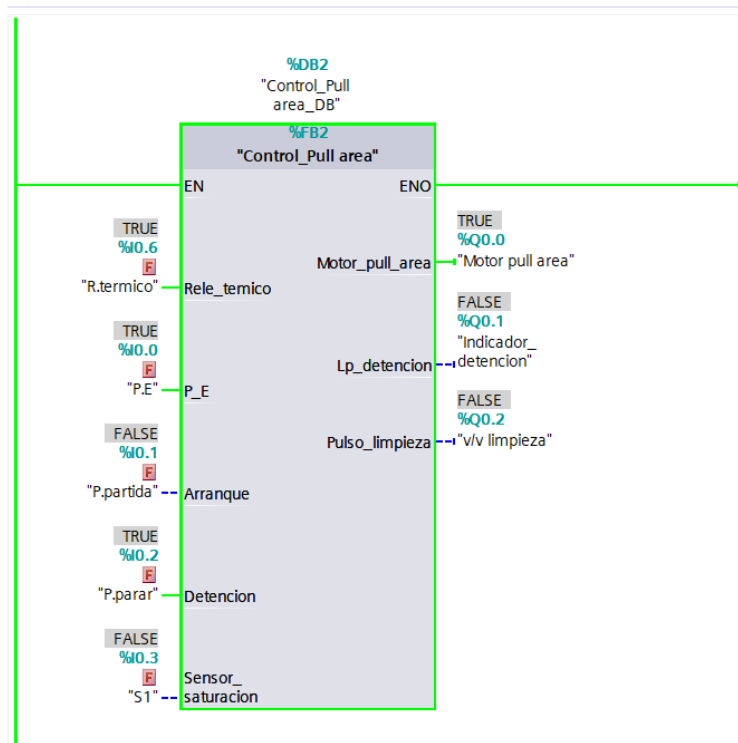 %DB2
"Control_Pull
area_DB"
%FB2
"Control_Pull area"
EN
ENO
TRUE
%I0.6
F
"R.termico"
Rele_temico
TRUE
%I0.0
F
"P.E"
P_E
FALSE
%I0.1
F
"P.partida"
Arranque
TRUE
%I0.2
F
"P.parar"
Detencion
FALSE
%I0.3
F
"S1"
Sensor_
saturacion
Motor_pull_area
TRUE
%Q0.0
"Motor pull area"
Lp_detencion
FALSE
%Q0.1
"Indicador_
detencion"
Pulso_limpieza
FALSE
%Q0.2
"v/v limpieza"